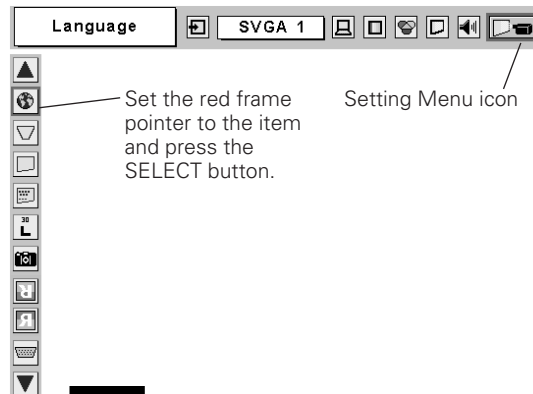 Language
SVGA 1
Set the red frame
pointer to the item
and press the
SELECT button.
Setting Menu icon
30
L
R
R